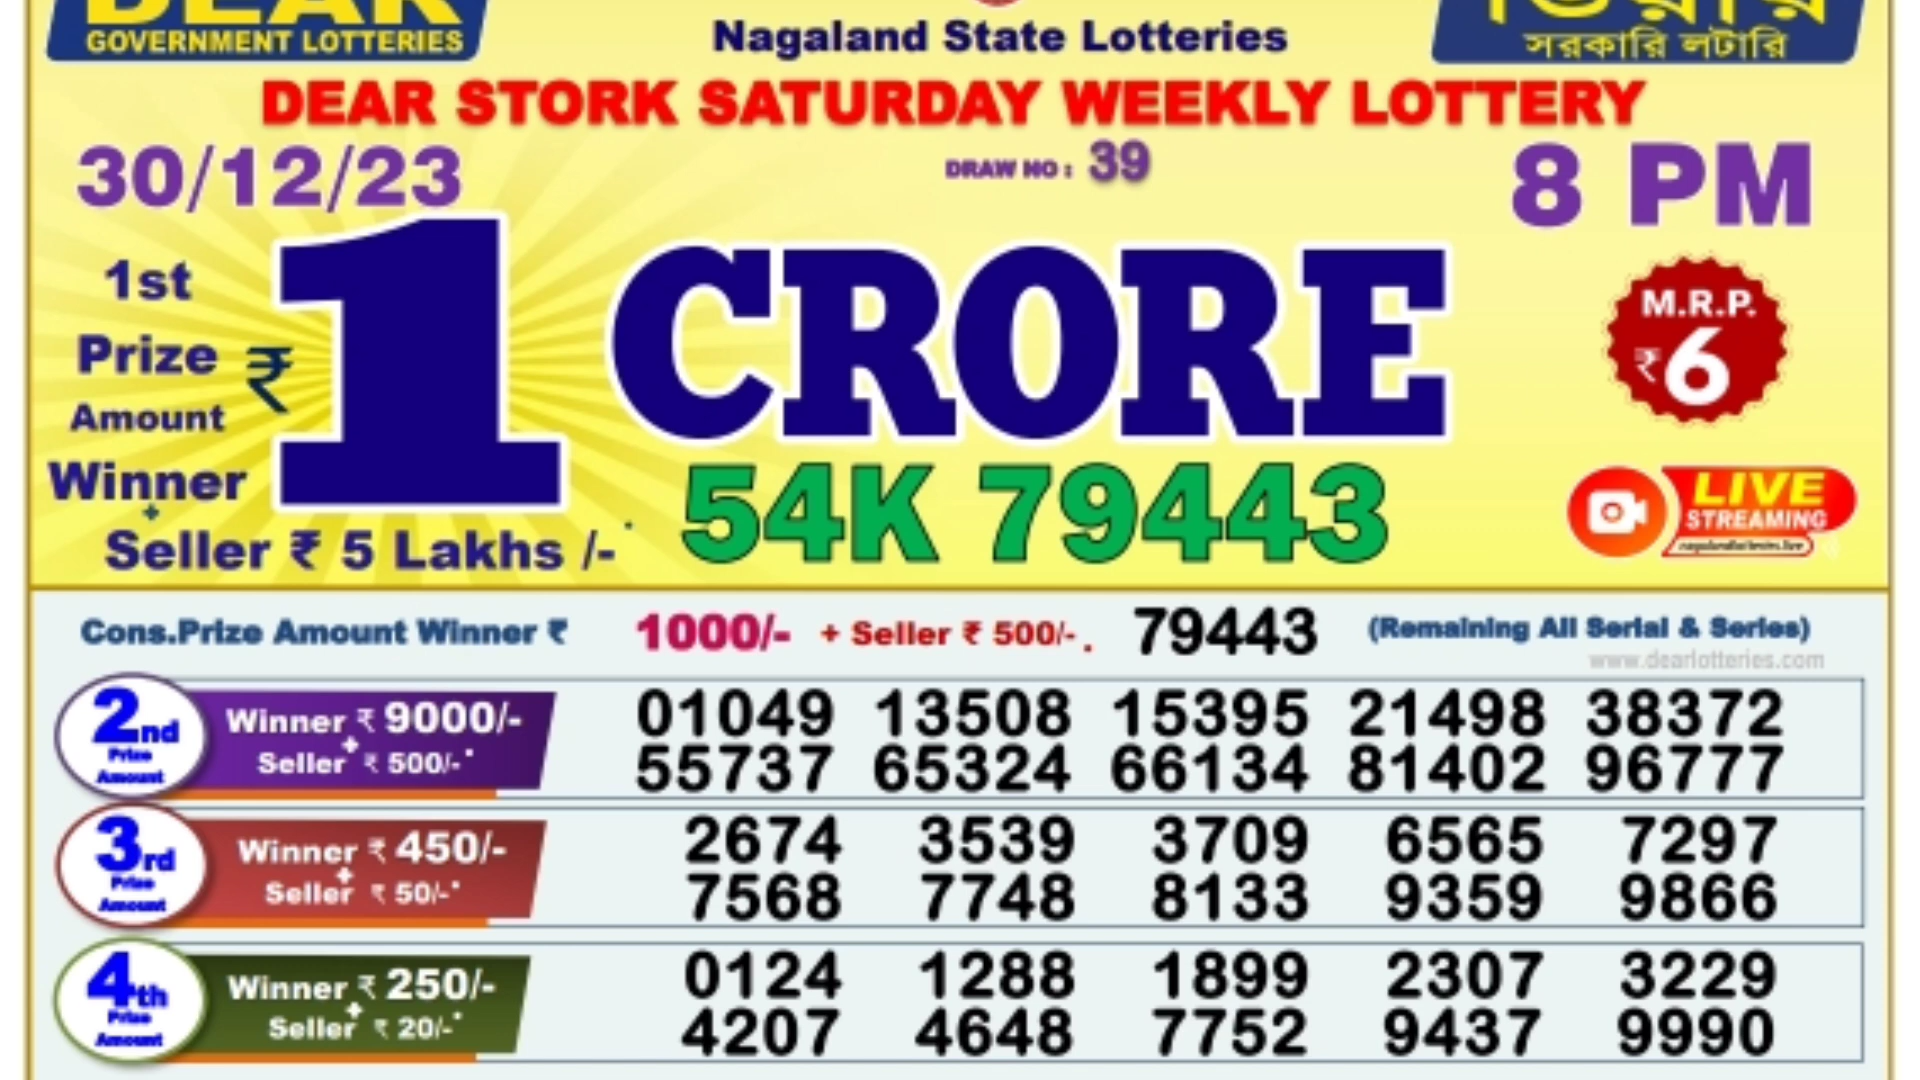 DEAR
GOVERNMENT LOTTERIES
Nagaland State Lotteries
ডিয়ার
সরকারি লটারি
DEAR STORK SATURDAY WEEKLY LOTTERY
30/12/23
DRAW NO : 39
8 PM
1st
Prize
Amount
Winner
+
Seller ₹ 5 Lakhs /-
₹ 1 CRORE
54K 79443
M.R.P.
₹ 6
LIVE
STREAMING
Cons.Prize Amount Winner ₹ 1000/- + Seller ₹ 500/-. 79443 (Remaining All Serial & Series)
www.dearlotteries.com
2nd
Prize
Amount
Winner ₹ 9000/-
+
Seller ₹ 500/-*
01049 13508 15395 21498 38372
55737 65324 66134 81402 96777
3rd
Prize
Amount
Winner ₹ 450/-
+
Seller ₹ 50/-*
2674 3539 3709 6565 7297
7568 7748 8133 9359 9866
4th
Prize
Amount
Winner ₹ 250/-
+
Seller ₹ 20/-*
0124 1288 1899 2307 3229
4207 4648 7752 9437 9990